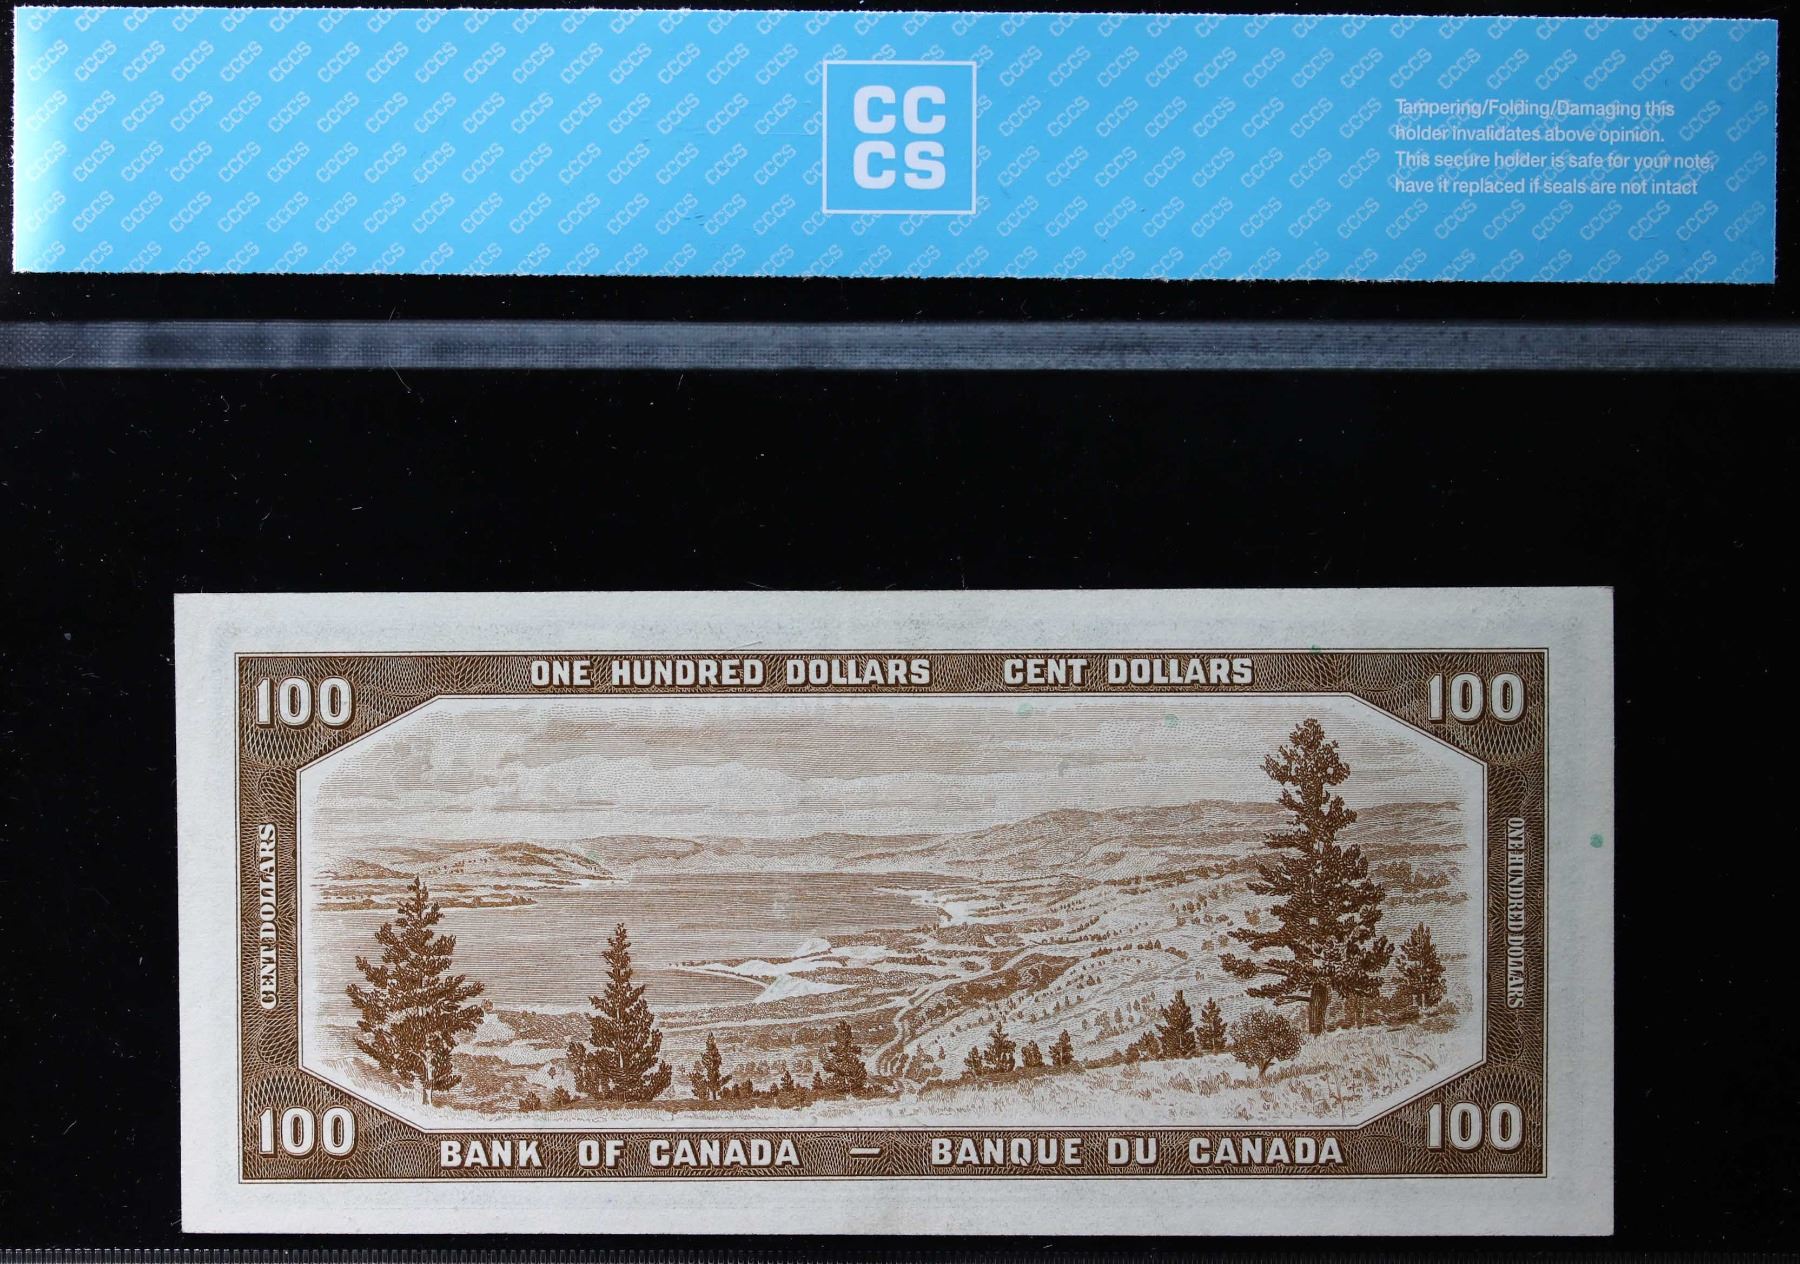 CC
CS
Tampering/Folding/Damaging this
holder invalidates above opinion.
This secure holder is safe for your note,
have it replaced if seals are not intact
ONE HUNDRED DOLLARS CENT DOLLARS
100
100
CENT DOLLARS
ONE HUNDRED DOLLARS
100
100
BANK OF CANADA — BANQUE DU CANADA